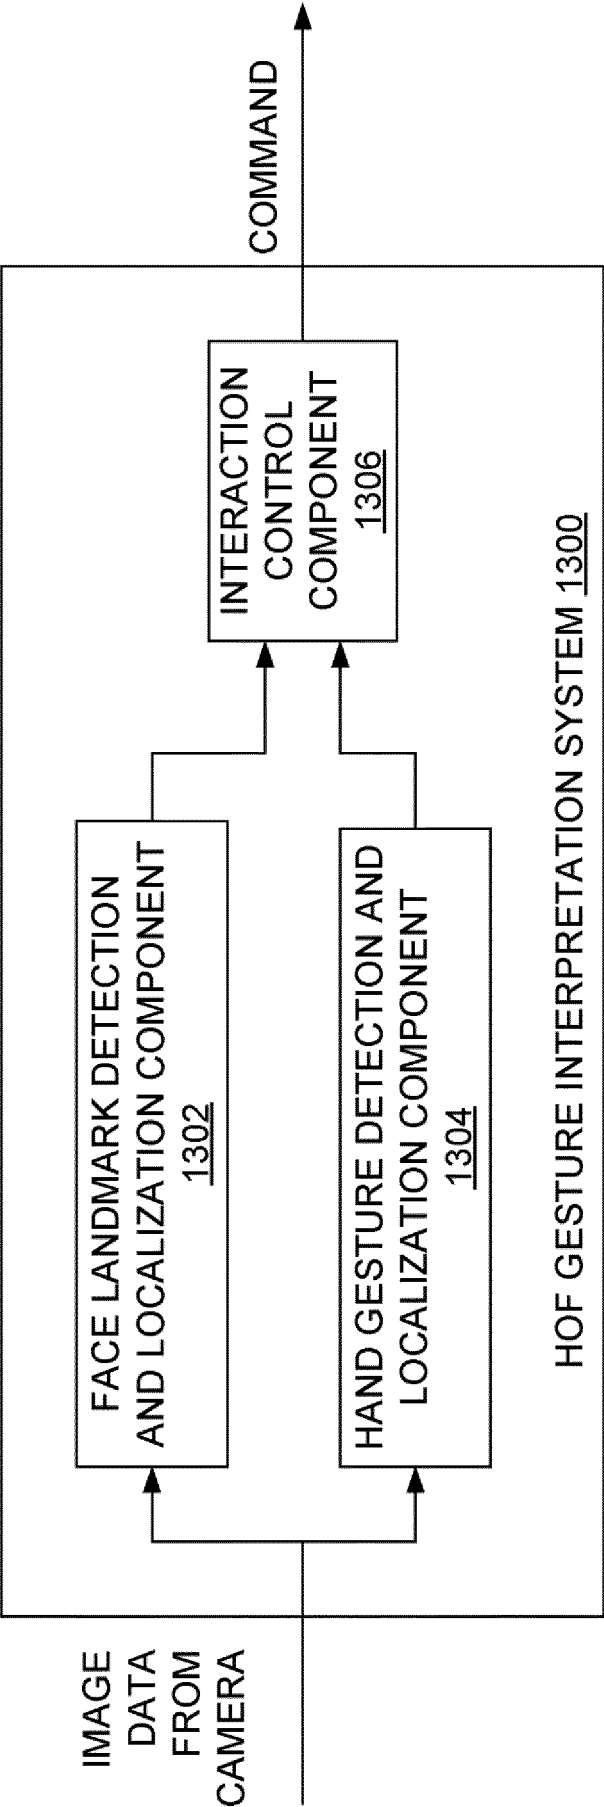 IMAGE
DATA
FROM
CAMERA
FACE LANDMARK DETECTION
AND LOCALIZATION COMPONENT
1302
HAND GESTURE DETECTION AND
LOCALIZATION COMPONENT
1304
INTERACTION
CONTROL
COMPONENT
1306
COMMAND
HOF GESTURE INTERPRETATION SYSTEM 1300